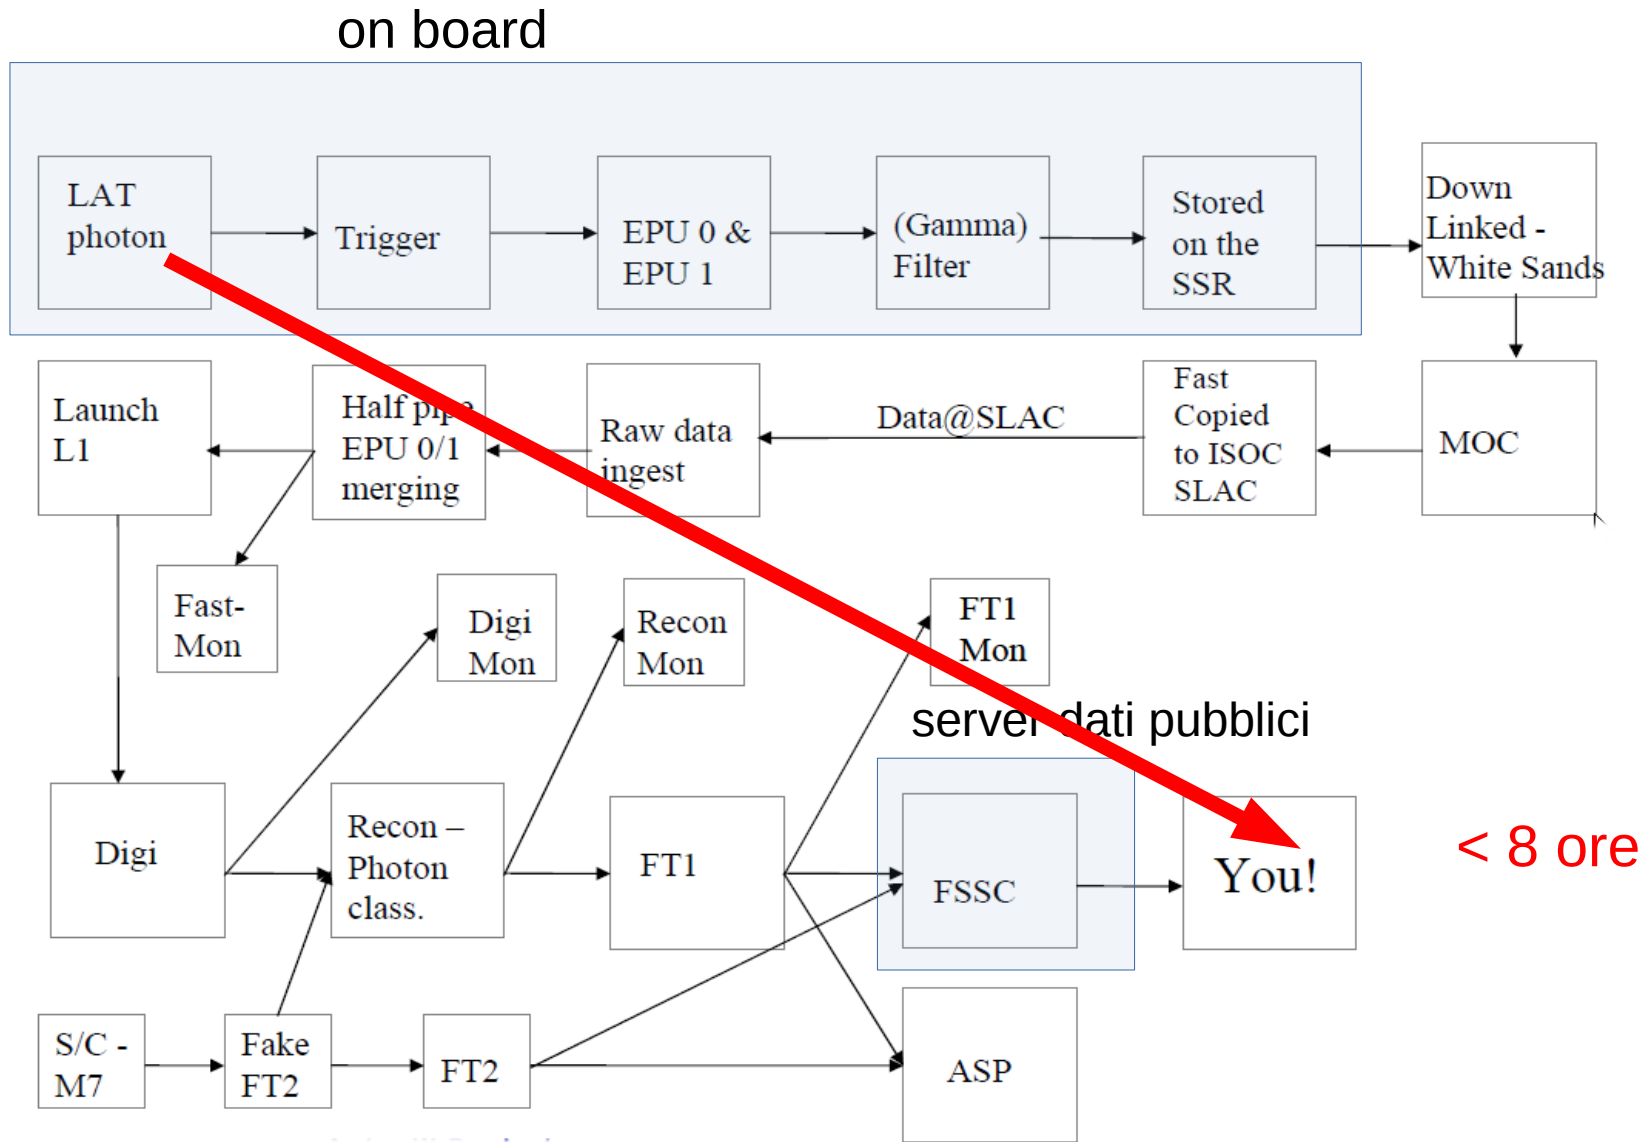 on board
LAT
photon
Trigger
EPU 0 &
EPU 1
(Gamma)
Filter
Stored
on the
SSR
Down
Linked -
White Sands
Launch
L1
Half pipe
EPU 0/1
merging
Raw data
ingest
Data@SLAC
Fast
Copied
to ISOC
SLAC
MOC
Fast-
Mon
Digi
Mon
Recon
Mon
FT1
Mon
server dati pubblici
Digi
Recon –
Photon
class.
FT1
FSSC
You!
< 8 ore
S/C -
M7
Fake
FT2
FT2
ASP